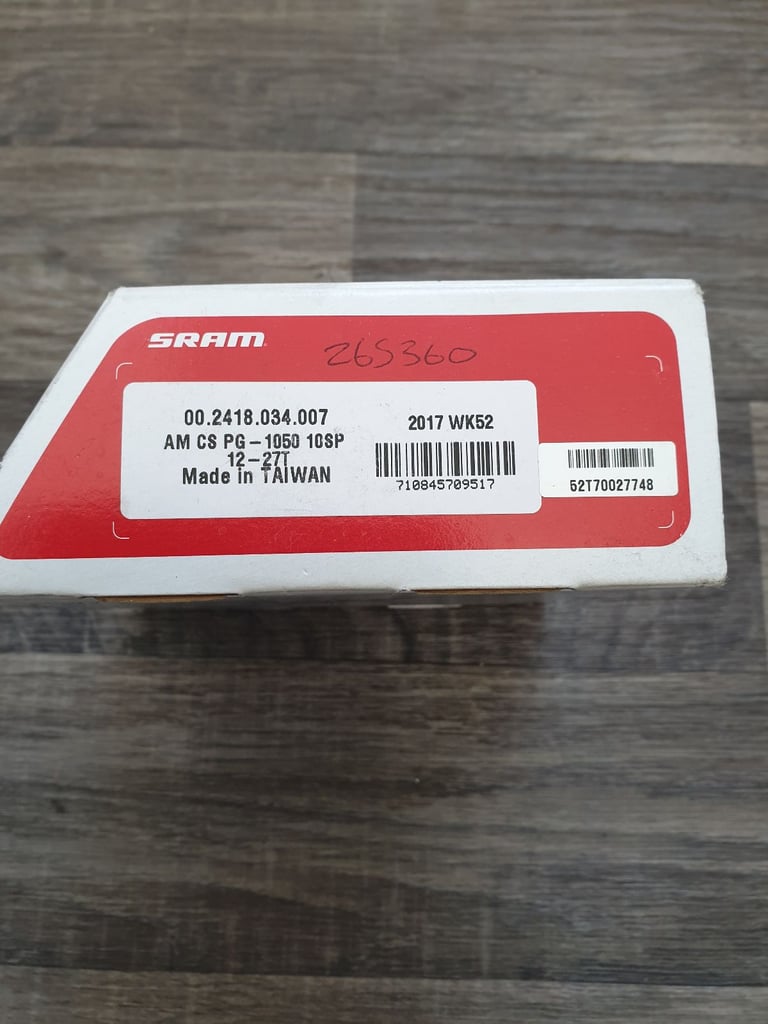 SRAM
265360
00.2418.034.007
AM CS PG-1050 10SP
12-27T
Made in TAIWAN
2017 WK52
710845709517
52T70027748